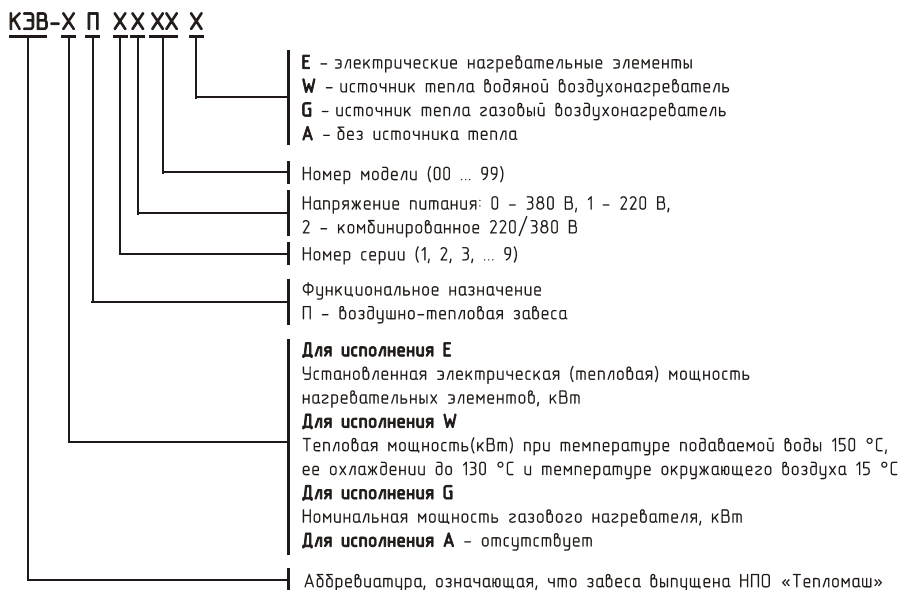 КЭВ-Х П ХХ ХХ Х
Е – электрические нагревательные элементы
W – источник тепла водяной воздухонагреватель
G – источник тепла газовый воздухонагреватель
А – без источника тепла
Номер модели (00 ... 99)
Напряжение питания: 0 – 380 В, 1 – 220 В,
2 – комбинированное 220/380 В
Номер серии (1, 2, 3, ... 9)
Функциональное назначение
П – воздушно-тепловая завеса
Для исполнения Е
Установленная электрическая (тепловая) мощность
нагревательных элементов, кВт
Для исполнения W
Тепловая мощность(кВт) при температуре подаваемой воды 150 °С,
ее охлаждении до 130 °С и температуре окружающего воздуха 15 °С
Для исполнения G
Номинальная мощность газового нагревателя, кВт
Для исполнения А – отсутствует
Аббревиатура, означающая, что завеса выпущена НПО «Тепломаш»